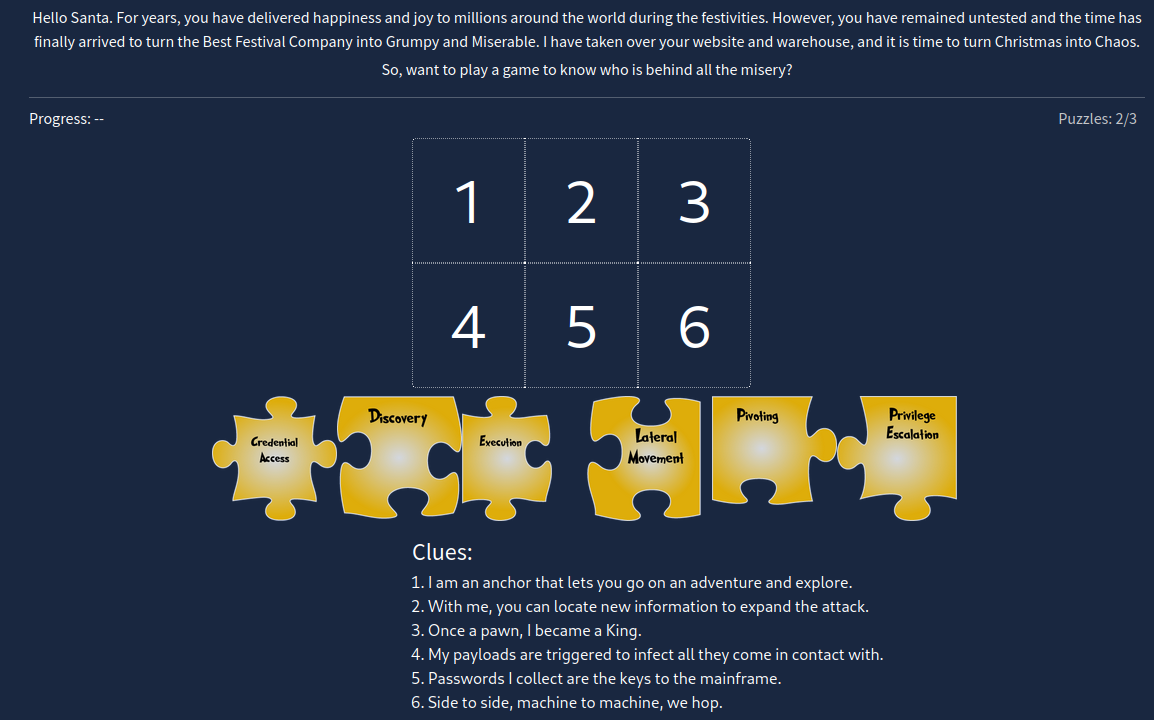 Hello Santa. For years, you have delivered happiness and joy to millions around the world during the festivities. However, you have remained untested and the time has
finally arrived to turn the Best Festival Company into Grumpy and Miserable. I have taken over your website and warehouse, and it is time to turn Christmas into Chaos.
So, want to play a game to know who is behind all the misery?
Progress: --
Puzzles: 2/3
1 2 3
4 5 6
Credential
Access
Discovery
Execution
Lateral
Movement
Pivoting
Privilege
Escalation
Clues:
1. I am an anchor that lets you go on an adventure and explore.
2. With me, you can locate new information to expand the attack.
3. Once a pawn, I became a King.
4. My payloads are triggered to infect all they come in contact with.
5. Passwords I collect are the keys to the mainframe.
6. Side to side, machine to machine, we hop.